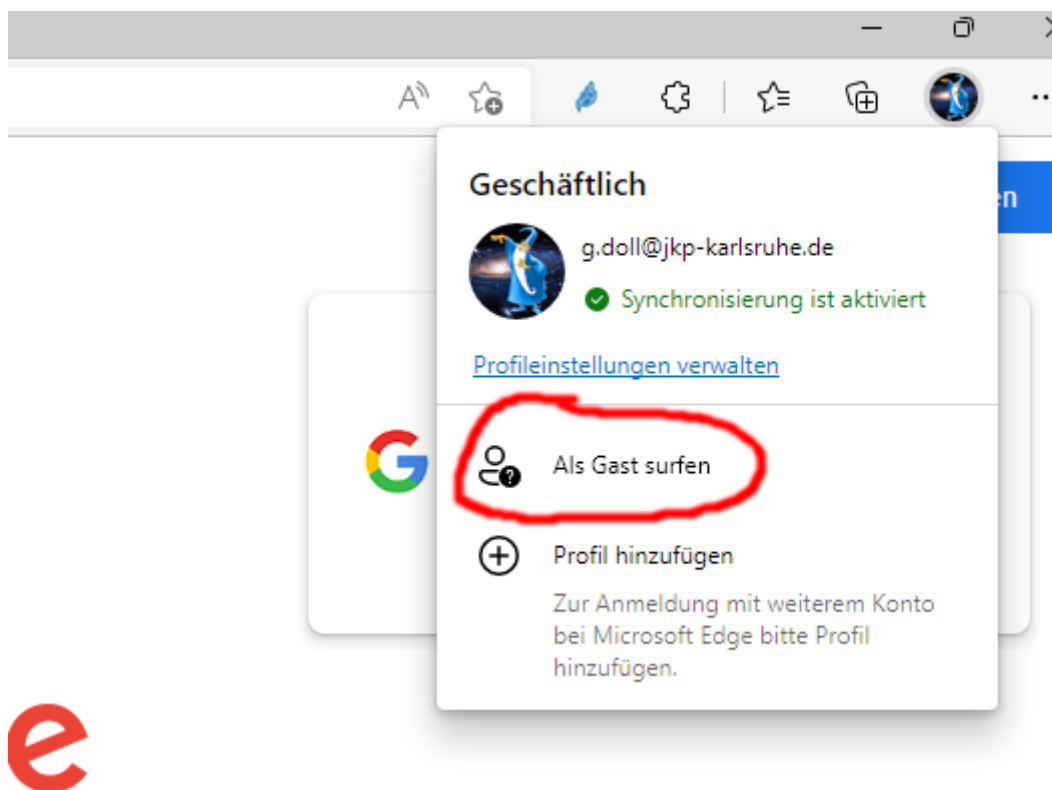 en
Geschäftlich
g.doll@jkp-karlsruhe.de
Synchronisierung ist aktiviert
Profileinstellungen verwalten
Als Gast surfen
Profil hinzufügen
Zur Anmeldung mit weiterem Konto
bei Microsoft Edge bitte Profil
hinzufügen.
e